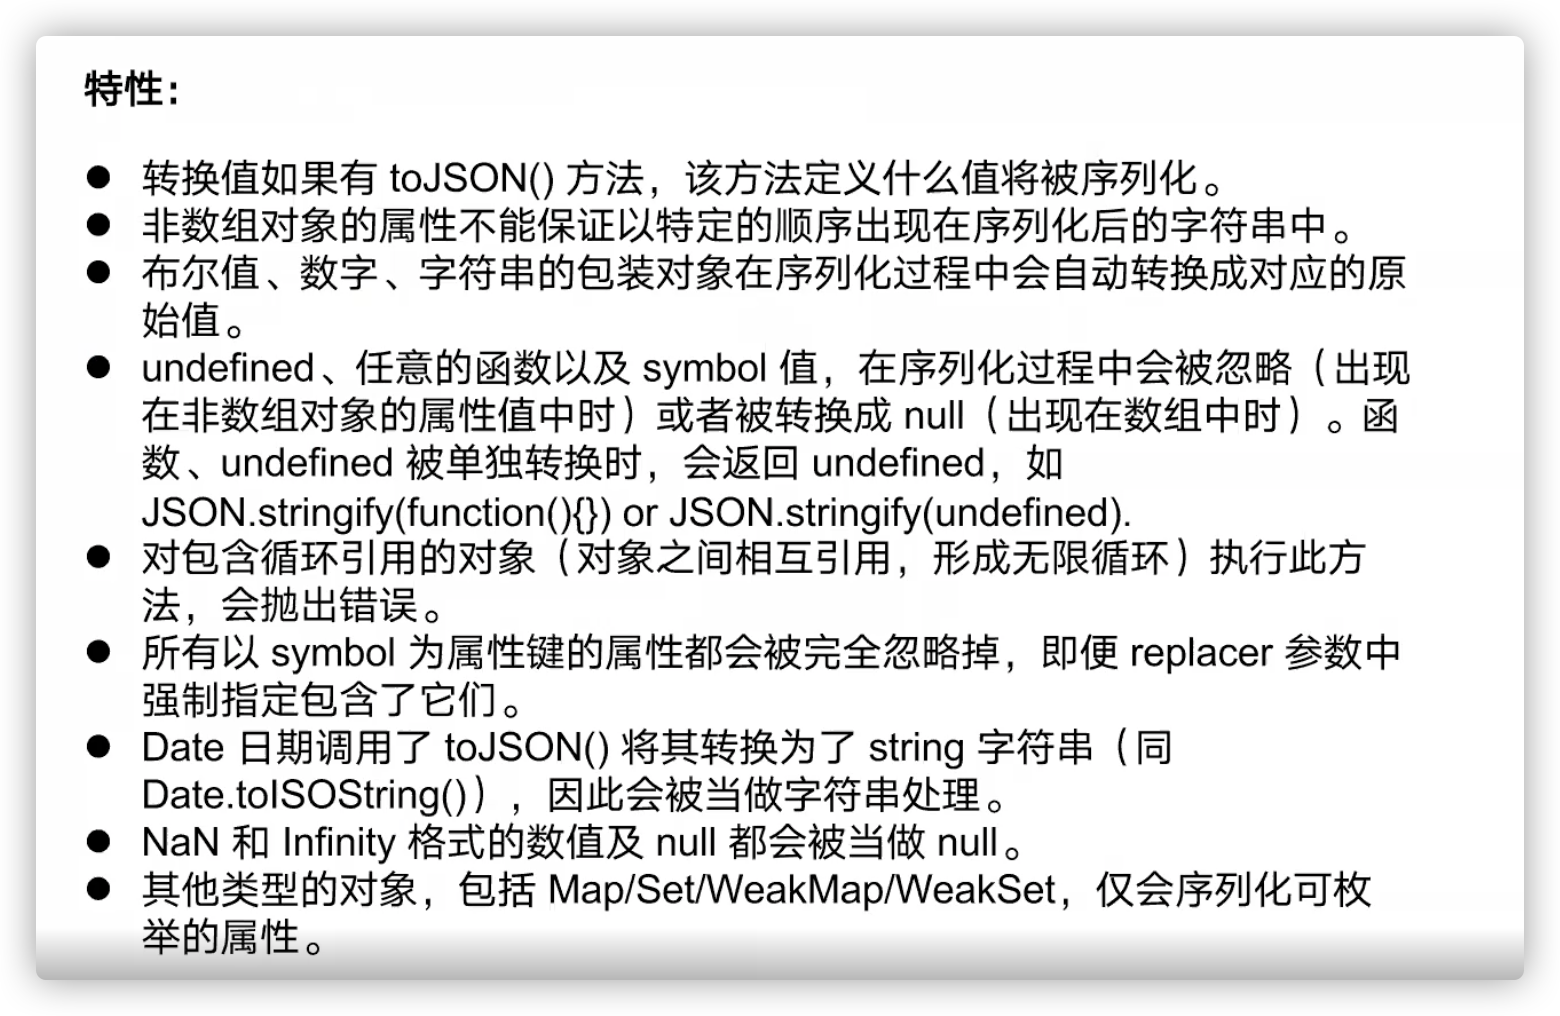 特性：
● 转换值如果有 toJSON() 方法，该方法定义什么值将被序列化。
● 非数组对象的属性不能保证以特定的顺序出现在序列化后的字符串中。
● 布尔值、数字、字符串的包装对象在序列化过程中会自动转换成对应的原
始值。
● undefined、任意的函数以及 symbol 值，在序列化过程中会被忽略（出现
在非数组对象的属性值中时）或者被转换成 null（出现在数组中时）。函
数、undefined 被单独转换时，会返回 undefined，如
JSON.stringify(function(){}) or JSON.stringify(undefined).
● 对包含循环引用的对象（对象之间相互引用，形成无限循环）执行此方
法，会抛出错误。
● 所有以 symbol 为属性键的属性都会被完全忽略掉，即便 replacer 参数中
强制指定包含了它们。
● Date 日期调用了 toJSON() 将其转换为了 string 字符串（同
Date.toISOString()），因此会被当做字符串处理。
● NaN 和 Infinity 格式的数值及 null 都会被当做 null。
● 其他类型的对象，包括 Map/Set/WeakMap/WeakSet，仅会序列化可枚
举的属性。